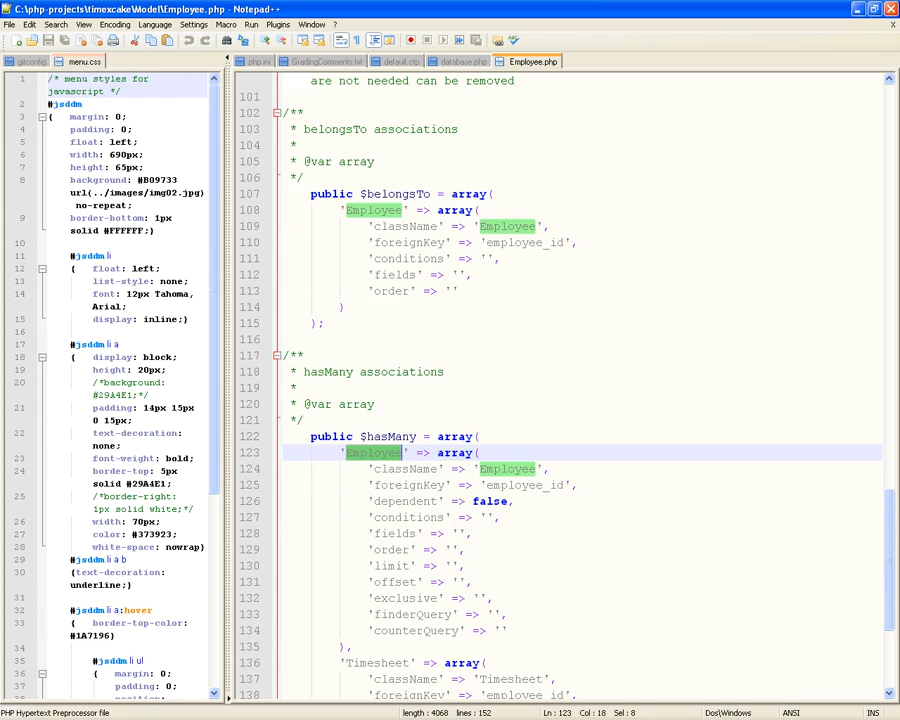 C:\php-projects\timexcake\Model\Employee.php - Notepad++
File Edit Search View Encoding Language Settings Macro Run Plugins Window ?
X
gitconfig menu.css php.ini GradingComments.txt default.ctp database.php Employee.php
1 /* menu styles for
javascript */
2 #jsddm
3 { margin: 0;
4 padding: 0;
5 float: left;
6 width: 690px;
7 height: 65px;
8 background: #B09733
url(../images/img02.jpg)
no-repeat;
9 border-bottom: 1px
solid #FFFFFF;}
10
11 #jsddm li
12 { float: left;
13 list-style: none;
14 font: 12px Tahoma,
Arial;
15 display: inline;}
16
17 #jsddm li a
18 { display: block;
19 height: 20px;
20 /*background:
#29A4E1;*/
21 padding: 14px 15px
0 15px;
22 text-decoration:
none;
23 font-weight: bold;
24 border-top: 5px
solid #29A4E1;
25 /*border-right:
1px solid white;*/
26 width: 70px;
27 color: #373923;
28 white-space: nowrap}
29 #jsddm li a b
30 {text-decoration:
underline;}
31
32 #jsddm li a:hover
33 { border-top-color:
#1A7196}
34
35 #jsddm li ul
36 { margin: 0;
37 padding: 0;
38
are not needed can be removed
101
102 /**
103 * belongsTo associations
104 *
105 * @var array
106 */
107 public $belongsTo = array(
108 'Employee' => array(
109 'className' => 'Employee',
110 'foreignKey' => 'employee_id',
111 'conditions' => '',
112 'fields' => '',
113 'order' => ''
114 )
115 );
116
117 /**
118 * hasMany associations
119 *
120 * @var array
121 */
122 public $hasMany = array(
123 'Employee' => array(
124 'className' => 'Employee',
125 'foreignKey' => 'employee_id',
126 'dependent' => false,
127 'conditions' => '',
128 'fields' => '',
129 'order' => '',
130 'limit' => '',
131 'offset' => '',
132 'exclusive' => '',
133 'finderQuery' => '',
134 'counterQuery' => ''
135 ),
136 'Timesheet' => array(
137 'className' => 'Timesheet',
138 'foreignKey' => 'employee_id',
PHP Hypertext Preprocessor file length : 4068 lines : 152 Ln : 123 Col : 18 Sel : 8 Dos\Windows ANSI INS